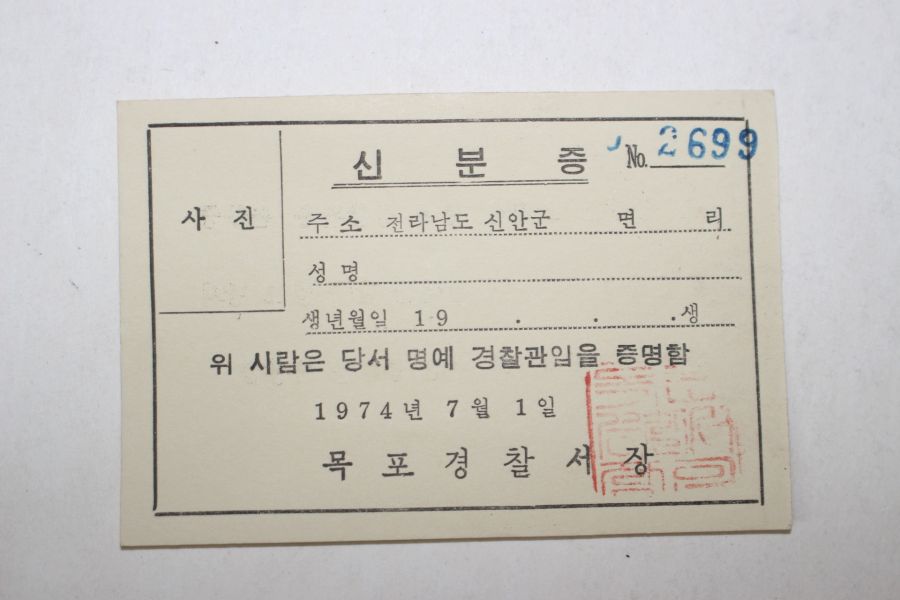 신 분 증 No. 2699
사 진
주 소 전라남도 신안군 면 리
성 명
생년월일 19 . . . 생
위 사람은 당서 명예 경찰관임을 증명함
1974년 7월 1일
목 포 경 찰 서 장